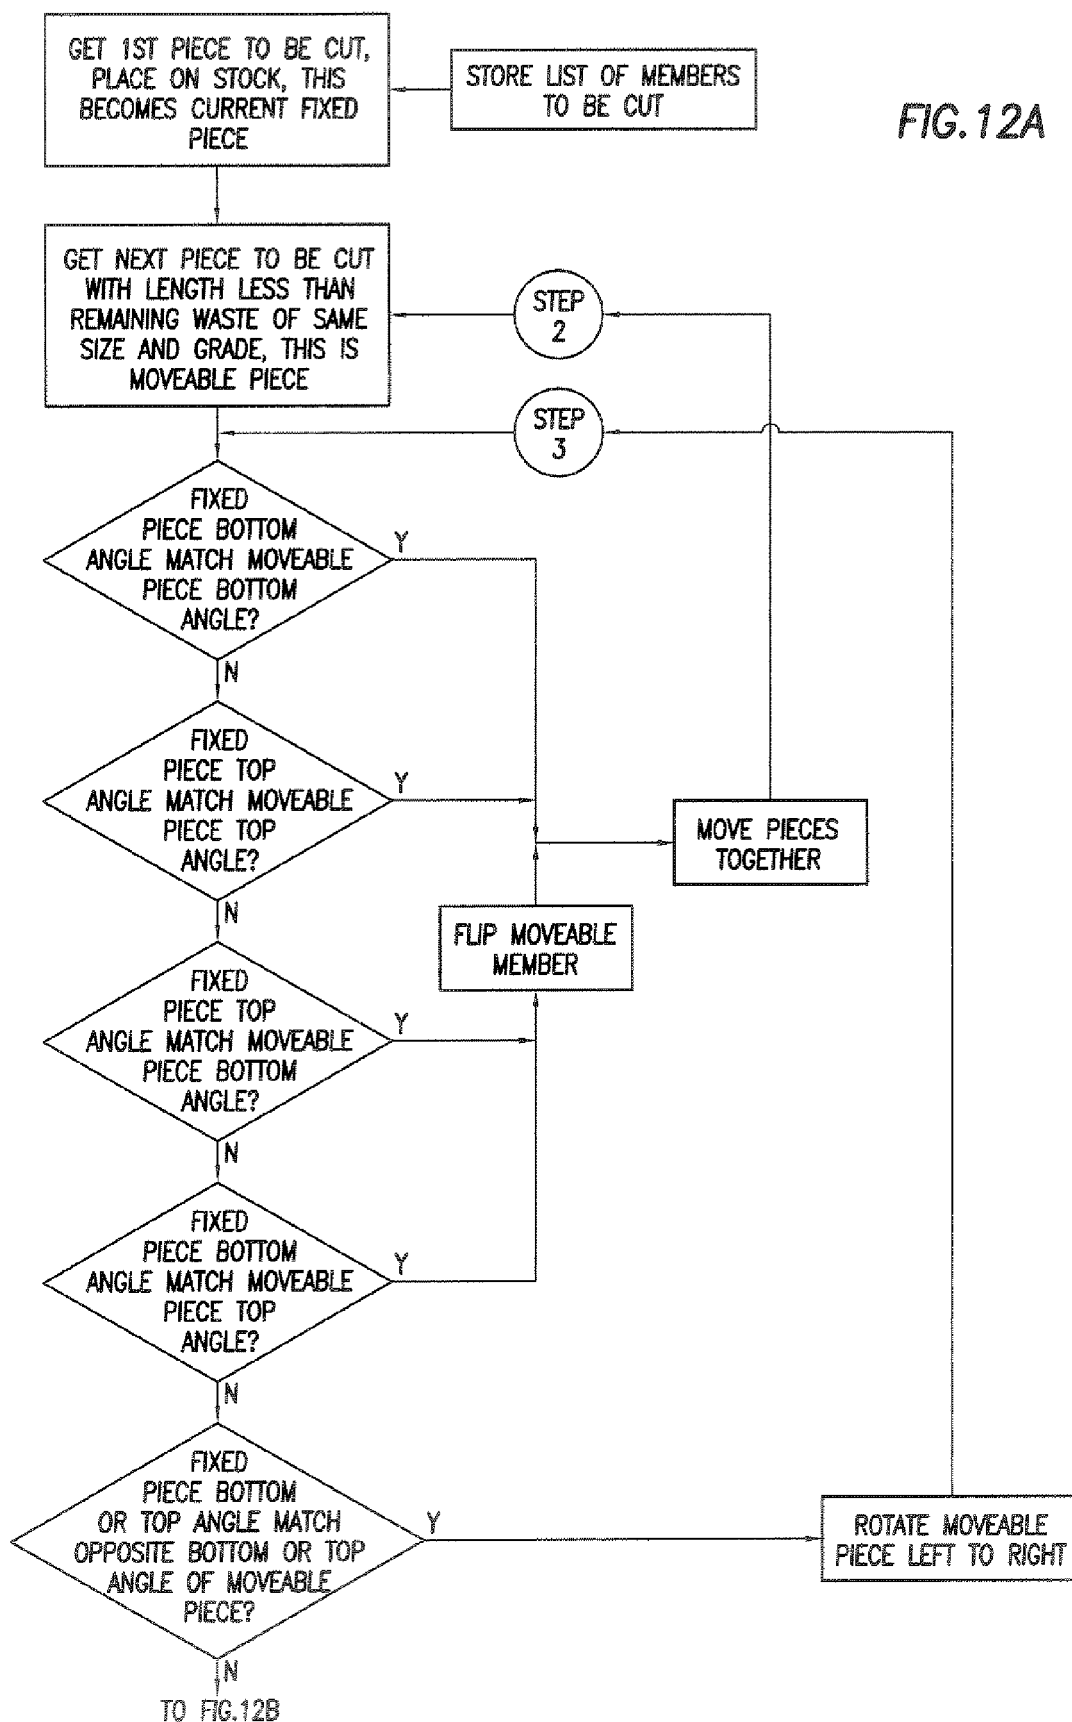 GET 1ST PIECE TO BE CUT,
PLACE ON STOCK, THIS
BECOMES CURRENT FIXED
PIECE
STORE LIST OF MEMBERS
TO BE CUT
FIG.12A
GET NEXT PIECE TO BE CUT
WITH LENGTH LESS THAN
REMAINING WASTE OF SAME
SIZE AND GRADE, THIS IS
MOVEABLE PIECE
STEP
2
STEP
3
FIXED
PIECE BOTTOM
ANGLE MATCH MOVEABLE
PIECE BOTTOM
ANGLE?
Y
N
FIXED
PIECE TOP
ANGLE MATCH MOVEABLE
PIECE TOP
ANGLE?
Y
N
MOVE PIECES
TOGETHER
FLIP MOVEABLE
MEMBER
FIXED
PIECE TOP
ANGLE MATCH MOVEABLE
PIECE BOTTOM
ANGLE?
Y
N
FIXED
PIECE BOTTOM
ANGLE MATCH MOVEABLE
PIECE TOP
ANGLE?
Y
N
FIXED
PIECE BOTTOM
OR TOP ANGLE MATCH
OPPOSITE BOTTOM OR TOP
ANGLE OF MOVEABLE
PIECE?
Y
ROTATE MOVEABLE
PIECE LEFT TO RIGHT
N
TO FIG.12B